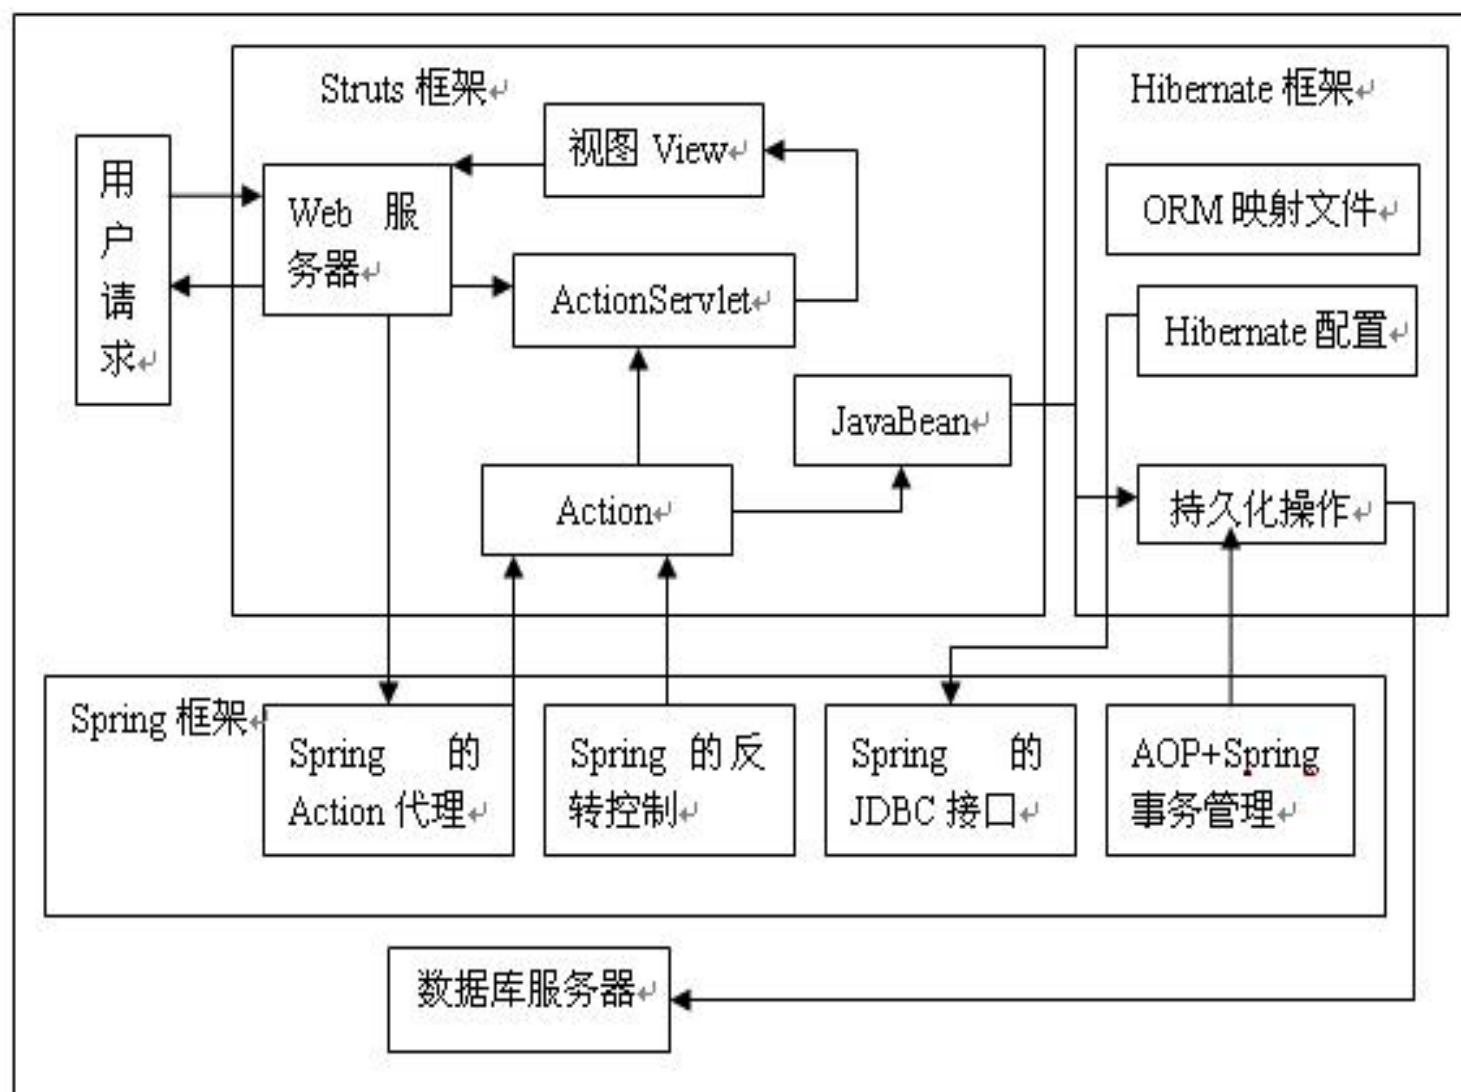 Struts 框架
Hibernate 框架
视图 View
用
户
请
求
Web 服
务器
ORM 映射文件
ActionServlet
Hibernate 配置
JavaBean
Action
持久化操作
Spring 框架
Spring 的
Action 代理
Spring 的反
转控制
Spring 的
JDBC 接口
AOP+Spring
事务管理
数据库服务器